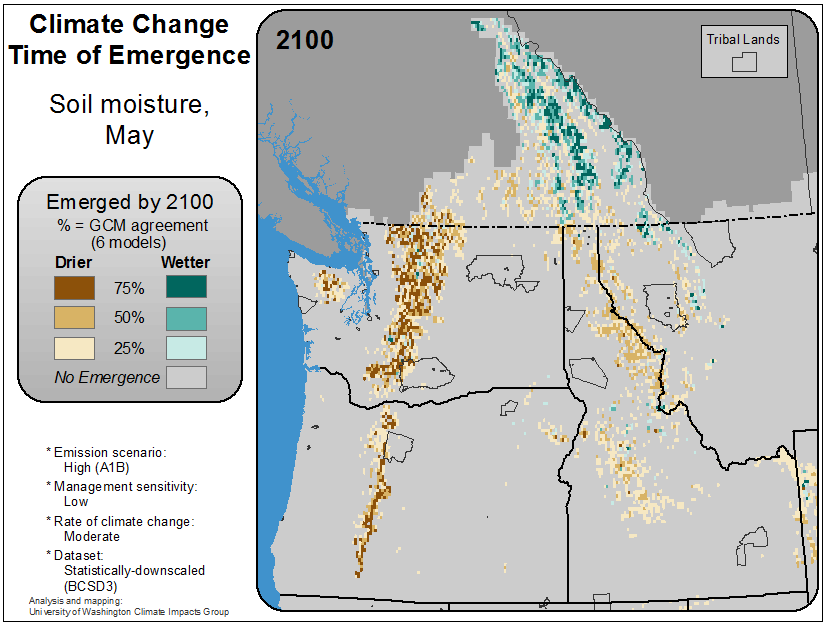 Climate Change
Time of Emergence
Soil moisture,
May
Emerged by 2100
% = GCM agreement
(6 models)
Drier Wetter
75%
50%
25%
No Emergence
* Emission scenario:
High (A1B)
* Management sensitivity:
Low
* Rate of climate change:
Moderate
* Dataset:
Statistically-downscaled
(BCSD3)
Analysis and mapping:
University of Washington Climate Impacts Group
2100
Tribal Lands